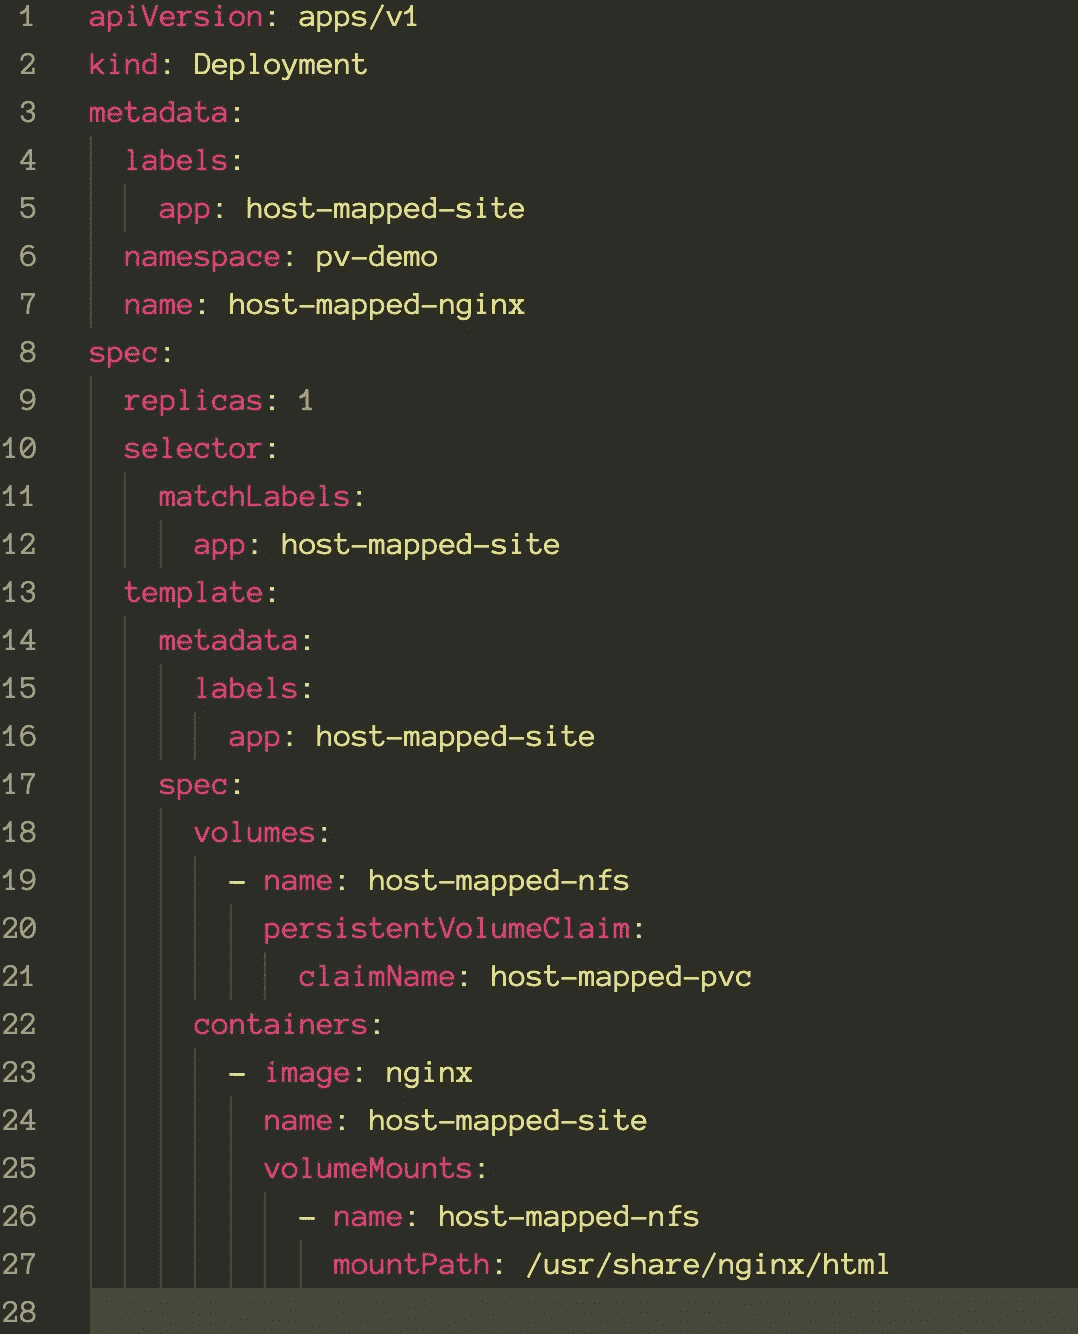 1 apiVersion: apps/v1
2 kind: Deployment
3 metadata:
4   labels:
5     app: host-mapped-site
6   namespace: pv-demo
7   name: host-mapped-nginx
8 spec:
9   replicas: 1
10   selector:
11     matchLabels:
12       app: host-mapped-site
13   template:
14     metadata:
15       labels:
16         app: host-mapped-site
17     spec:
18       volumes:
19         - name: host-mapped-nfs
20           persistentVolumeClaim:
21             claimName: host-mapped-pvc
22       containers:
23         - image: nginx
24           name: host-mapped-site
25           volumeMounts:
26             - name: host-mapped-nfs
27               mountPath: /usr/share/nginx/html
28